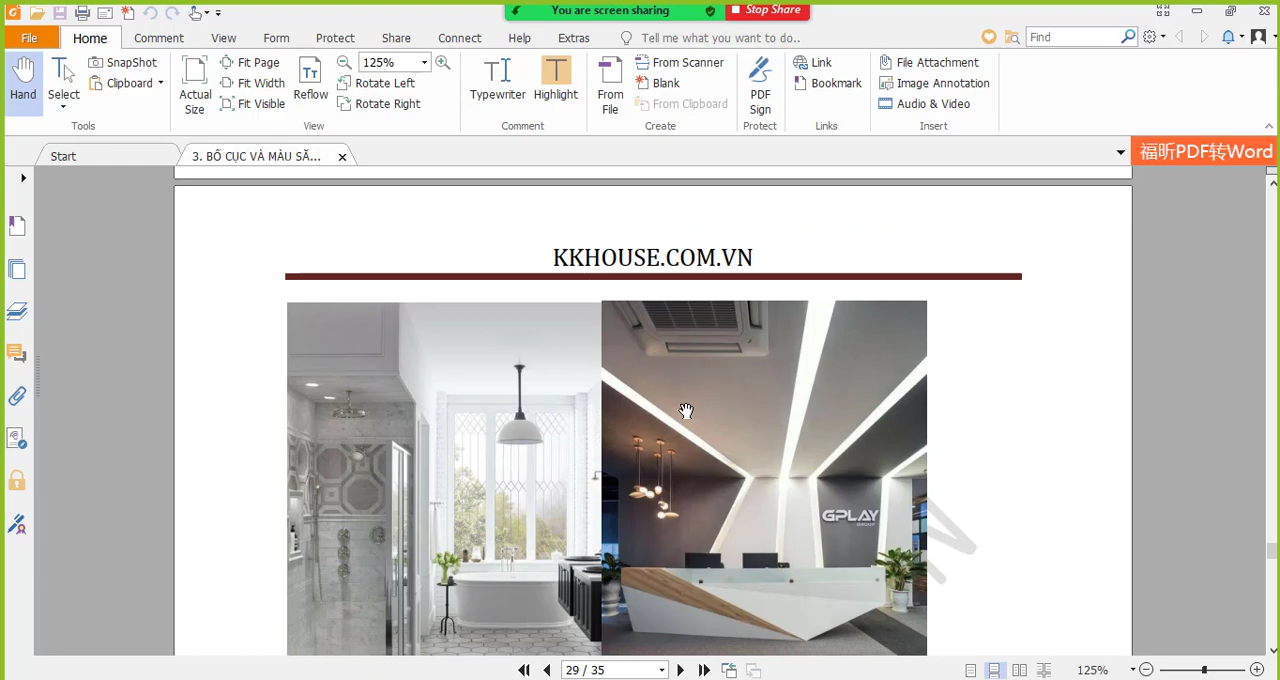 You are screen sharing
Stop Share
File
Home
Comment
View
Form
Protect
Share
Connect
Help
Extras
Tell me what you want to do..
Find
Hand
Select
SnapShot
Clipboard
Tools
Actual Size
Fit Page
Fit Width
Fit Visible
Reflow
125%
Rotate Left
Rotate Right
View
Typewriter
Highlight
Comment
From File
From Scanner
Blank
From Clipboard
Create
PDF Sign
Protect
Link
Bookmark
Links
File Attachment
Image Annotation
Audio & Video
Insert
Start
3. BỐ CỤC VÀ MÀU SĂ...
福昕PDF转Word
KKHOUSE.COM.VN
GPLAY
29 / 35
125%